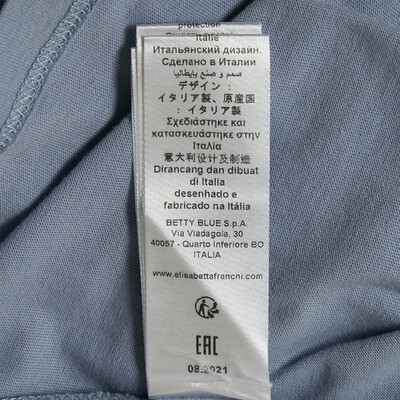 protection
Italie
Итальянский дизайн.
Сделано в Италии
صمم و صنع بإيطاليا
デザイン:
イタリア製、原産国
: イタリア製
Σχεδιάστηκε και
κατασκευάστηκε στην
Ιταλία
意大利设计及制造
Dirancang dan dibuat
di Italia
desenhado e
fabricado na Itália
BETTY BLUE S.p.A.
Via Viadagola, 30
40057 - Quarto Inferiore BO
ITALIA
www.elisabettafranchi.com
EAC
08.2021